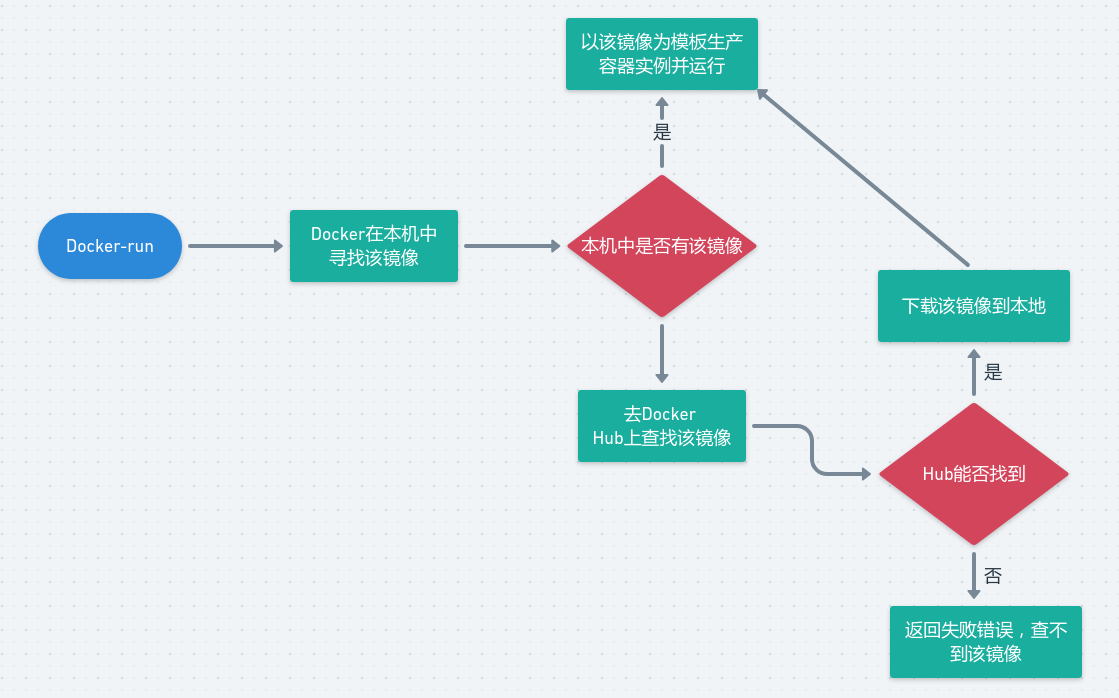 以该镜像为模板生产
容器实例并运行
是
Docker-run
Docker在本机中
寻找该镜像
本机中是否有该镜像
下载该镜像到本地
是
去Docker
Hub上查找该镜像
Hub能否找到
否
返回失败错误，查不
到该镜像